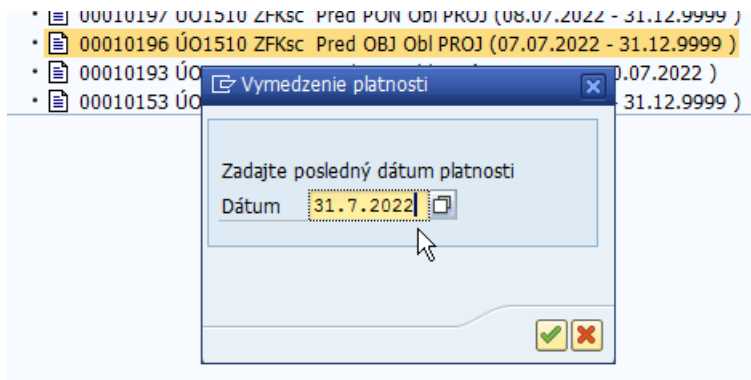 00010197 ÚO1510 ZFKsc Pred PON Obl PROJ (08.07.2022 - 31.12.9999 )
00010196 ÚO1510 ZFKsc Pred OBJ Obl PROJ (07.07.2022 - 31.12.9999 )
00010193 ÚO 0.07.2022 )
00010153 ÚO - 31.12.9999 )
Vymedzenie platnosti
Zadajte posledný dátum platnosti
Dátum 31.7.2022